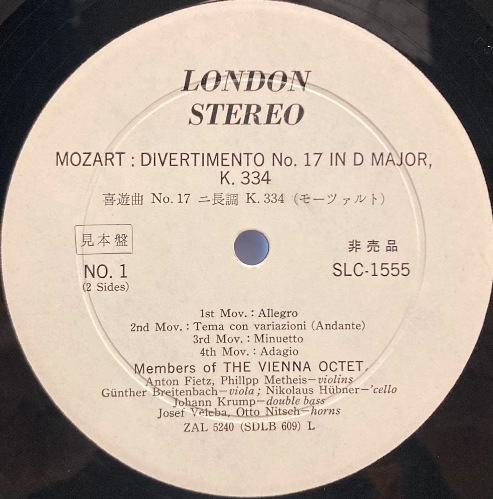 LONDON
STEREO
MOZART : DIVERTIMENTO No. 17 IN D MAJOR,
K. 334
喜遊曲 No. 17 ニ長調 K. 334 (モーツァルト)
見本盤
非売品
NO. 1
(2 Sides)
SLC-1555
1st Mov. : Allegro
2nd Mov. : Tema con variazioni (Andante)
3rd Mov. : Minuetto
4th Mov. : Adagio
Members of THE VIENNA OCTET,
Anton Fietz, Philipp Metheis—violins
Günther Breitenbach—viola ; Nikolaus Hübner—'cello
Johann Krump—double bass
Josef Veleba, Otto Nitsch—horns
ZAL 5240 (SDLB 609) L